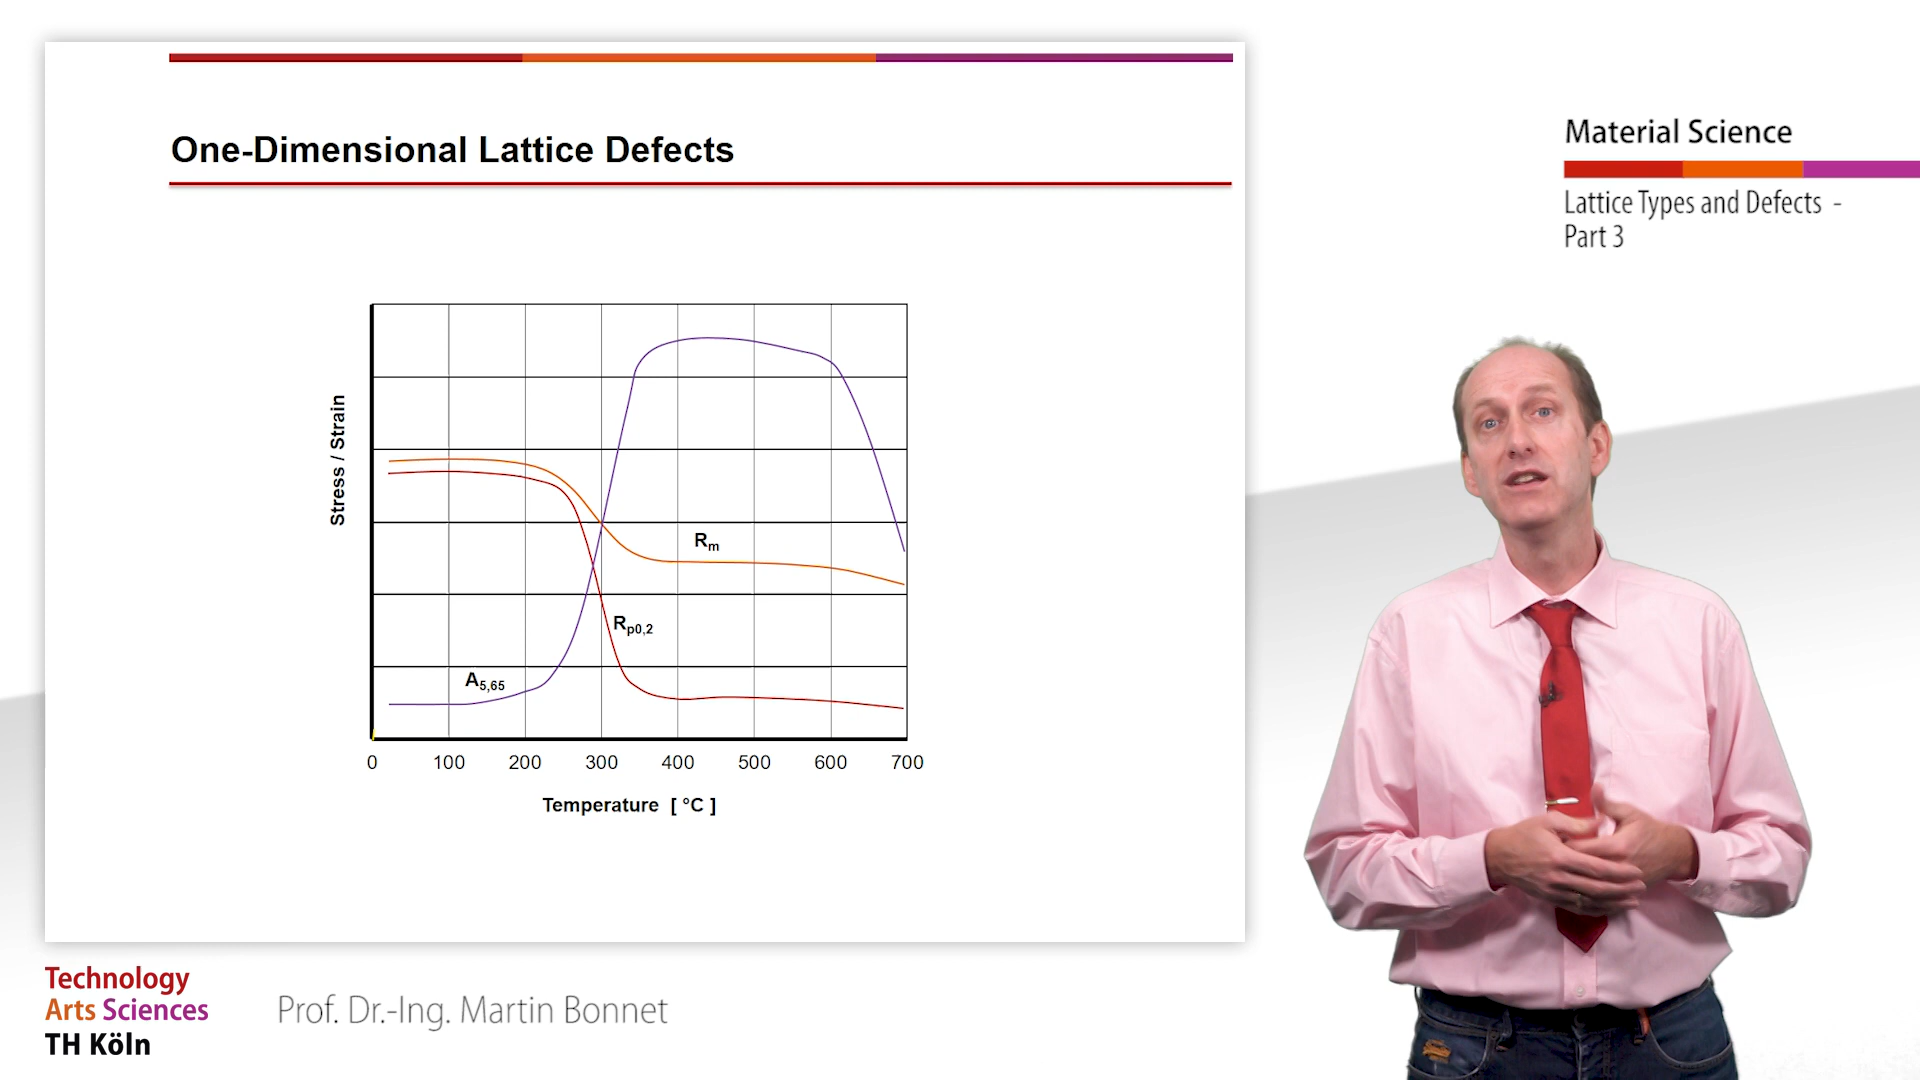 One-Dimensional Lattice Defects
Stress / Strain
Rm
Rp0,2
A5,65
0 100 200 300 400 500 600 700
Temperature [ °C ]
Material Science
Lattice Types and Defects -
Part 3
Technology
Arts Sciences
TH Köln
Prof. Dr.-Ing. Martin Bonnet